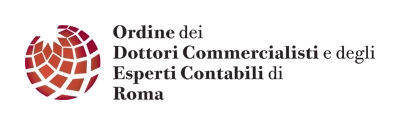 Ordine dei
Dottori Commercialisti e degli
Esperti Contabili di
Roma